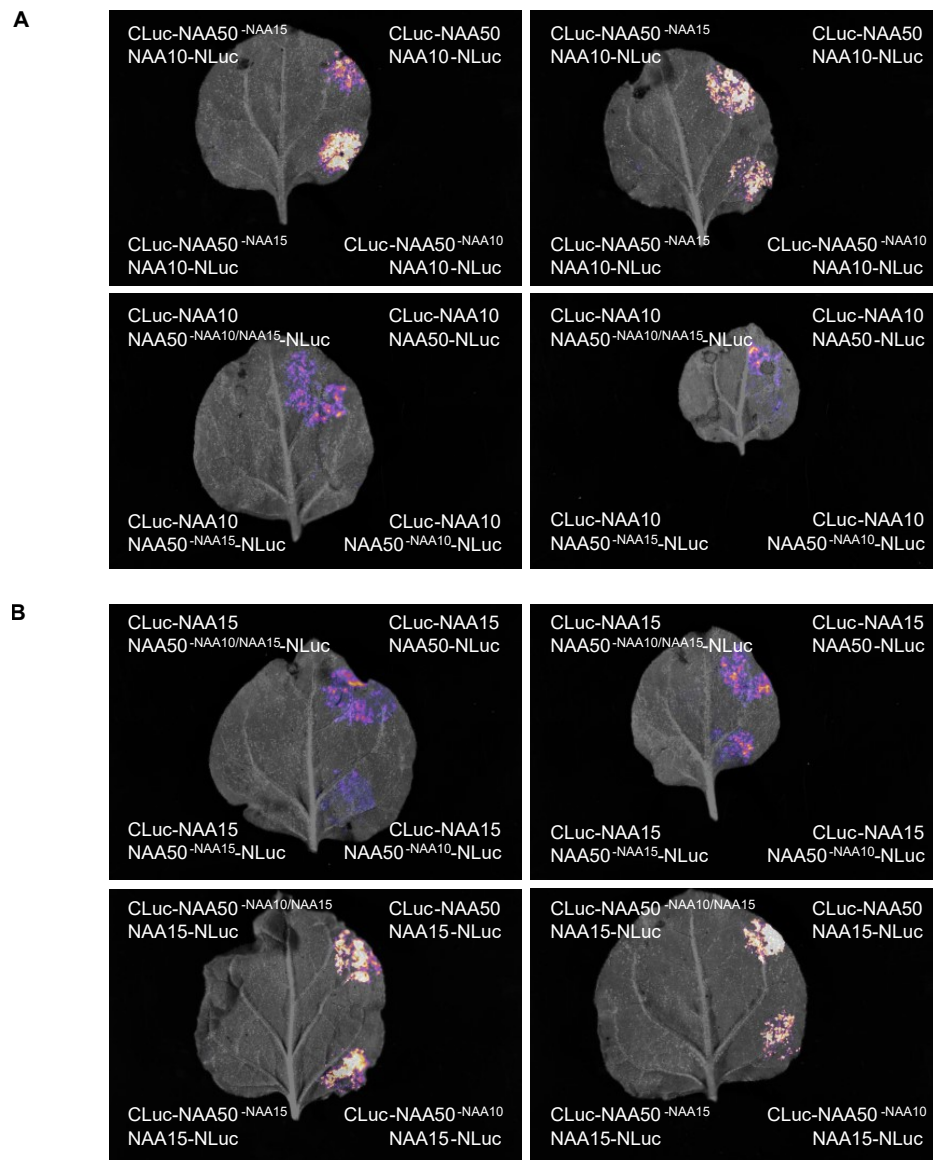 A
CLuc-NAA50-NAA15
NAA10-NLuc
CLuc-NAA50
NAA10-NLuc
CLuc-NAA50-NAA15
NAA10-NLuc
CLuc-NAA50-NAA10
NAA10-NLuc
CLuc-NAA50-NAA15
NAA10-NLuc
CLuc-NAA50
NAA10-NLuc
CLuc-NAA50-NAA15
NAA10-NLuc
CLuc-NAA50-NAA10
NAA10-NLuc
CLuc-NAA10
NAA50-NAA10/NAA15-NLuc
CLuc-NAA10
NAA50-NLuc
CLuc-NAA10
NAA50-NAA15-NLuc
CLuc-NAA10
NAA50-NAA10-NLuc
CLuc-NAA10
NAA50-NAA10/NAA15-NLuc
CLuc-NAA10
NAA50-NLuc
CLuc-NAA10
NAA50-NAA15-NLuc
CLuc-NAA10
NAA50-NAA10-NLuc
B
CLuc-NAA15
NAA50-NAA10/NAA15-NLuc
CLuc-NAA15
NAA50-NLuc
CLuc-NAA15
NAA50-NAA15-NLuc
CLuc-NAA15
NAA50-NAA10-NLuc
CLuc-NAA15
NAA50-NAA10/NAA15-NLuc
CLuc-NAA15
NAA50-NLuc
CLuc-NAA15
NAA50-NAA15-NLuc
CLuc-NAA15
NAA50-NAA10-NLuc
CLuc-NAA50-NAA10/NAA15
NAA15-NLuc
CLuc-NAA50
NAA15-NLuc
CLuc-NAA50-NAA15
NAA15-NLuc
CLuc-NAA50-NAA10
NAA15-NLuc
CLuc-NAA50-NAA10/NAA15
NAA15-NLuc
CLuc-NAA50
NAA15-NLuc
CLuc-NAA50-NAA15
NAA15-NLuc
CLuc-NAA50-NAA10
NAA15-NLuc